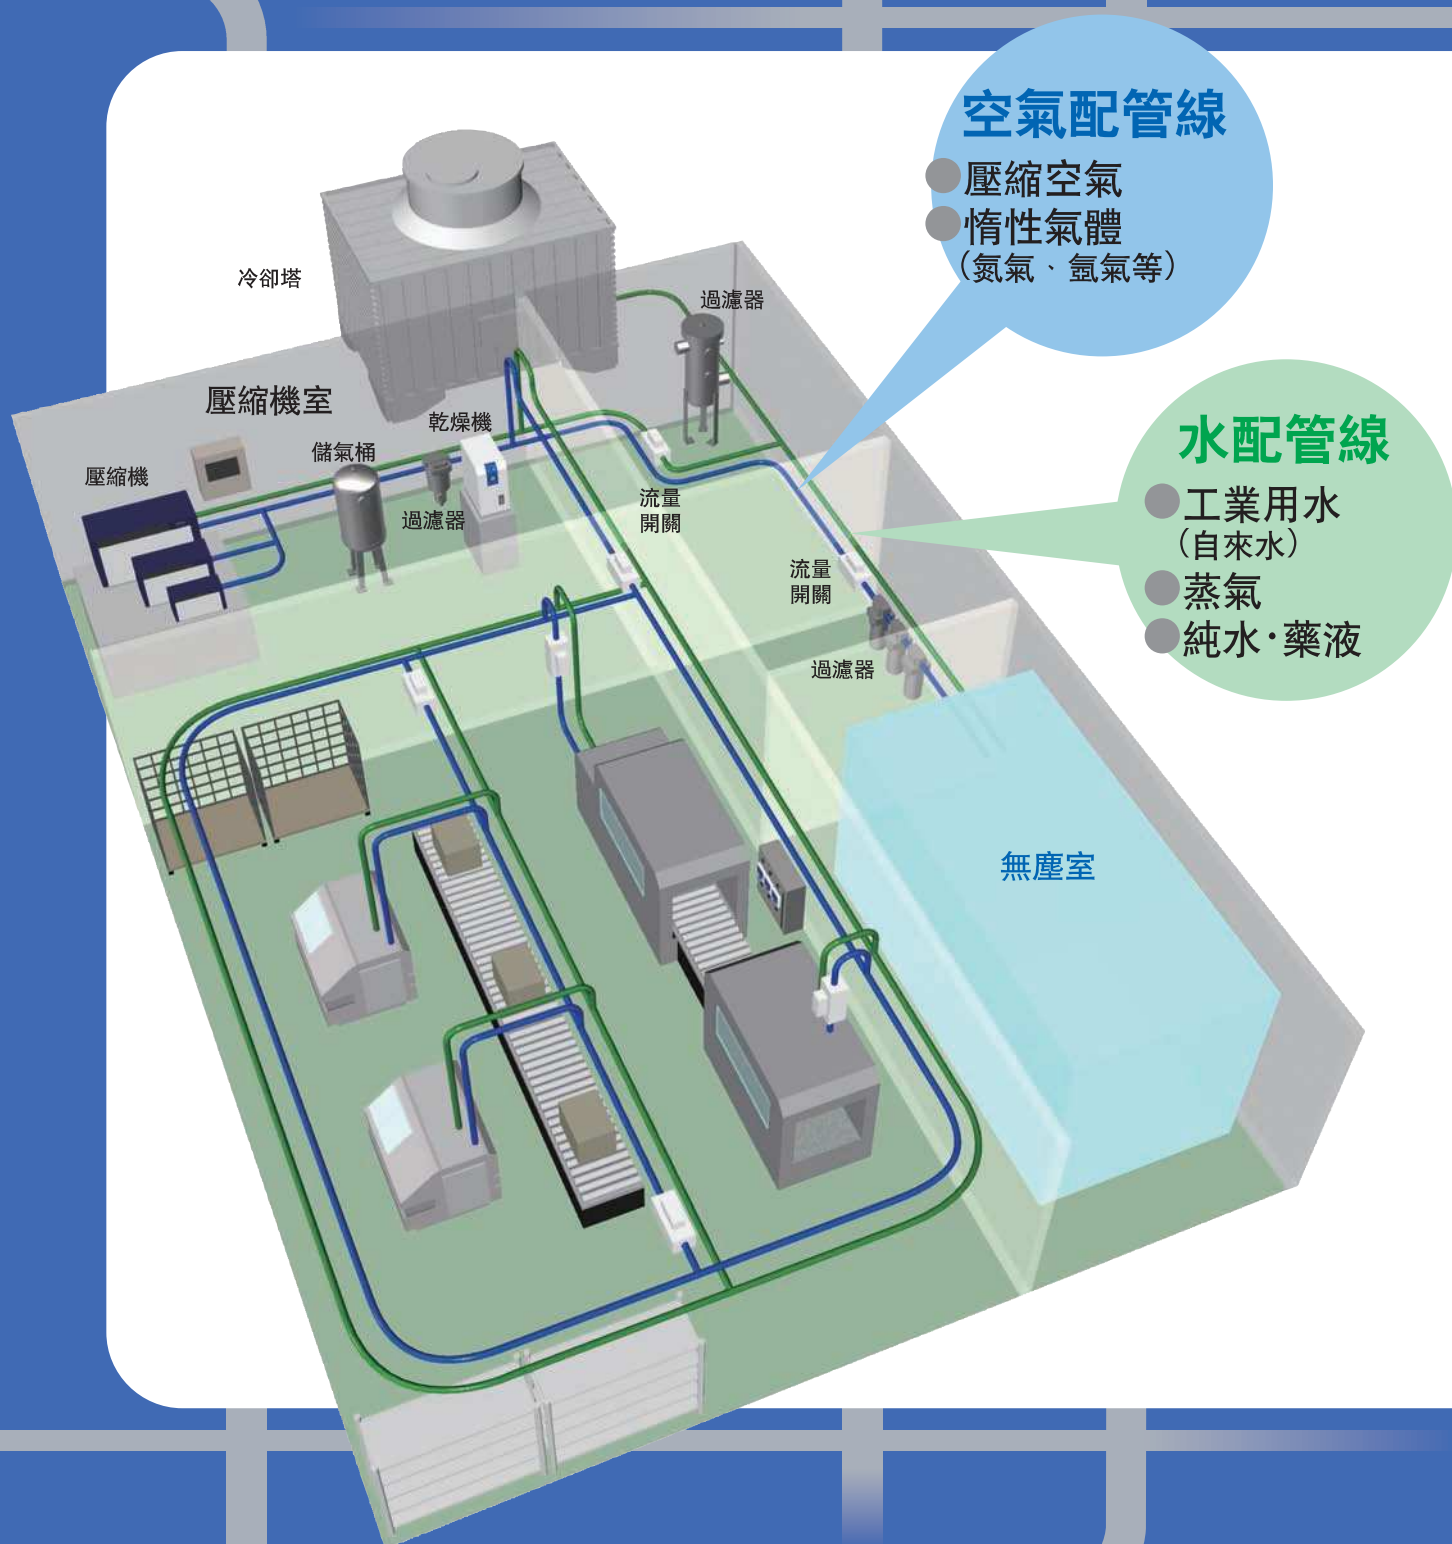 空氣配管線
●壓縮空氣
●惰性氣體
（氮氣、氬氣等）
水配管線
●工業用水
（自來水）
●蒸氣
●純水·藥液
冷卻塔
過濾器
壓縮機室
乾燥機
儲氣桶
壓縮機
過濾器
流量
開關
流量
開關
過濾器
無塵室